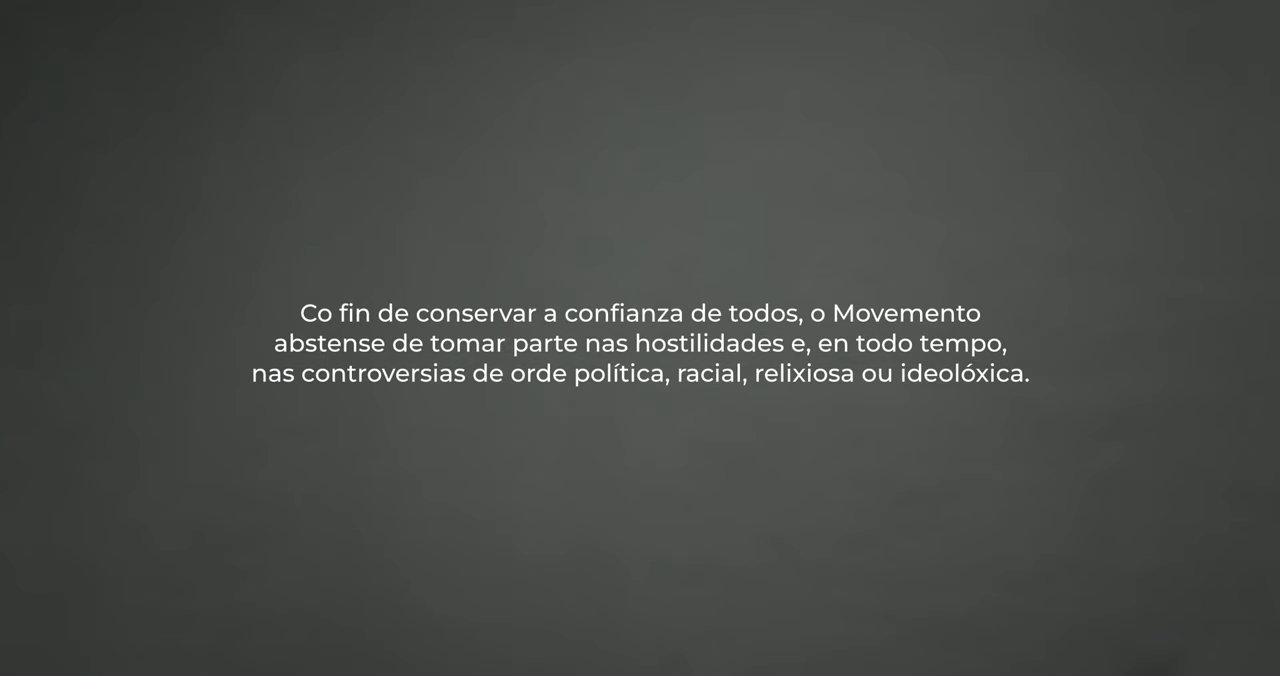 Co fin de conservar a confianza de todos, o Movemento
abstense de tomar parte nas hostilidades e, en todo tempo,
nas controversias de orde política, racial, relixiosa ou ideolóxica.